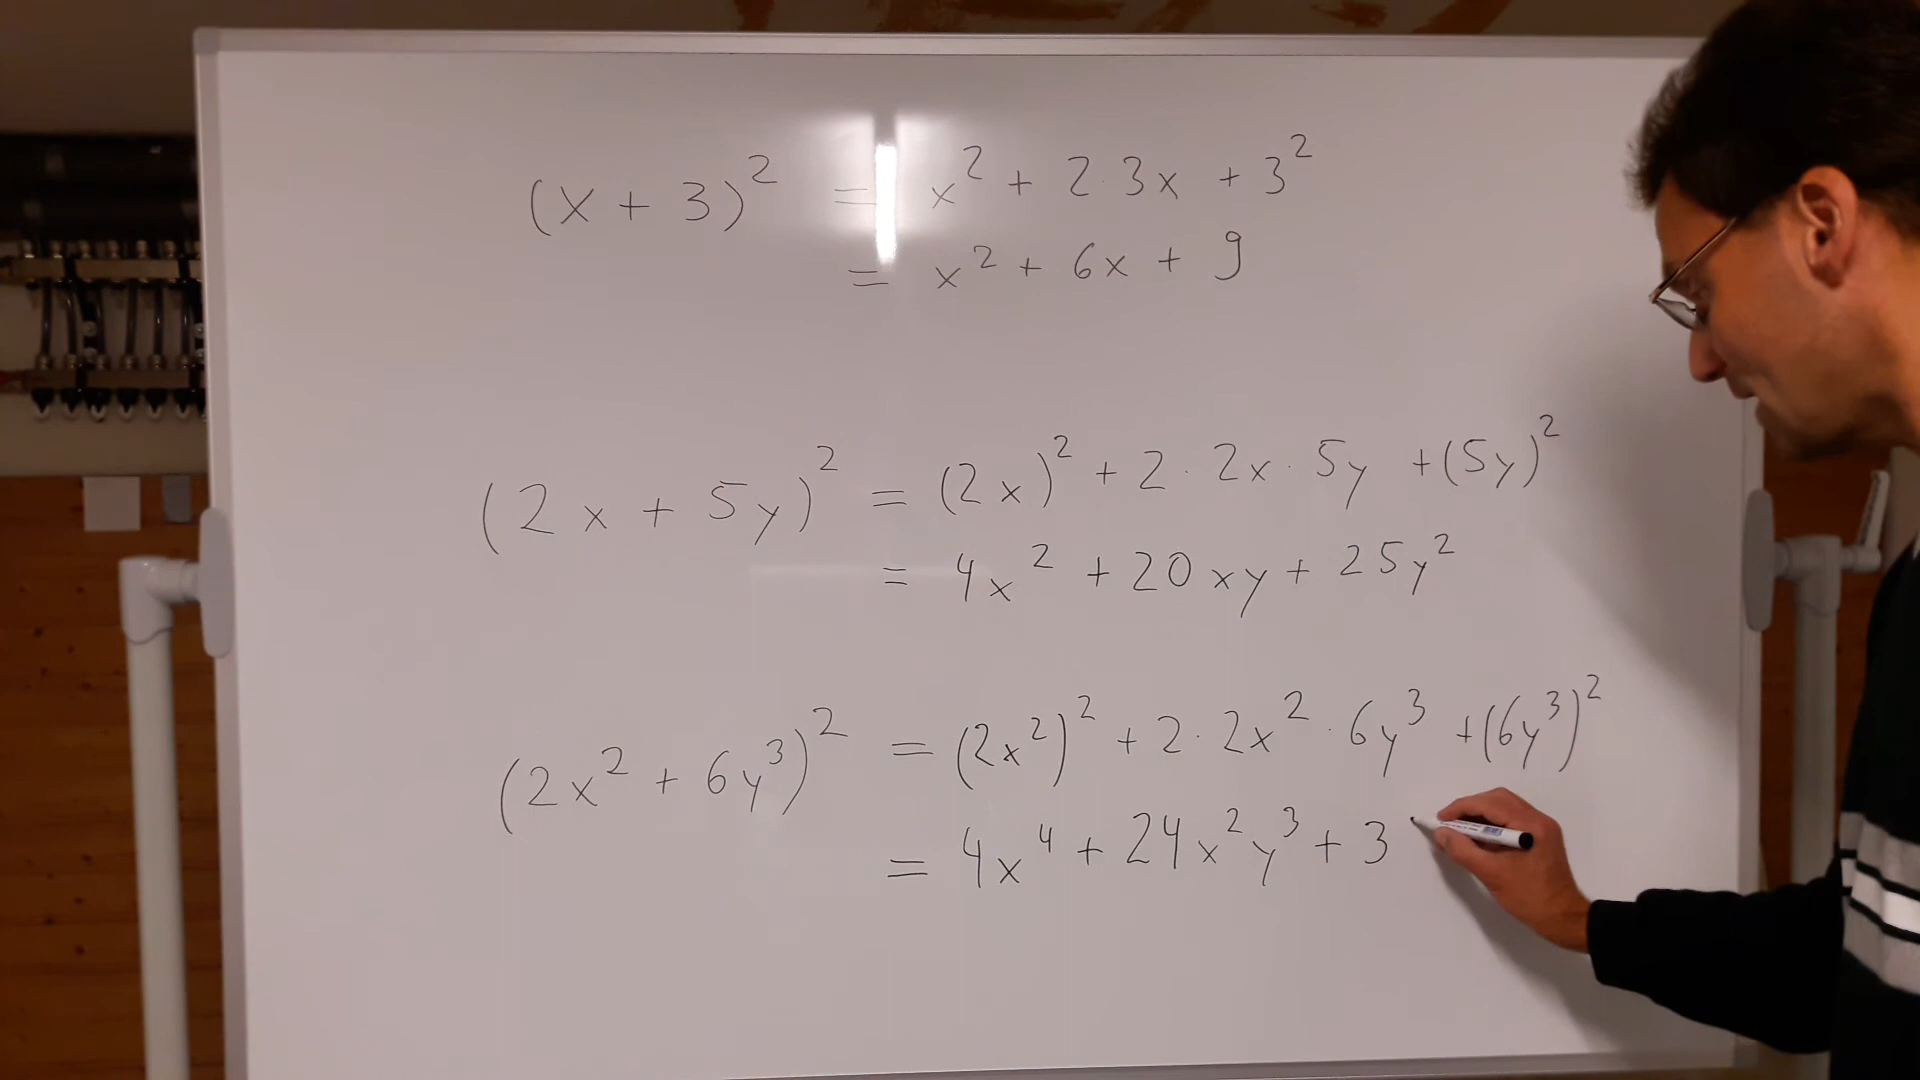 (x + 3)² = x² + 2·3x + 3²
= x² + 6x + 9
(2x + 5y)² = (2x)² + 2·2x·5y + (5y)²
= 4x² + 20xy + 25y²
(2x² + 6y³)² = (2x²)² + 2·2x²·6y³ + (6y³)²
= 4x⁴ + 24x²y³ + 3